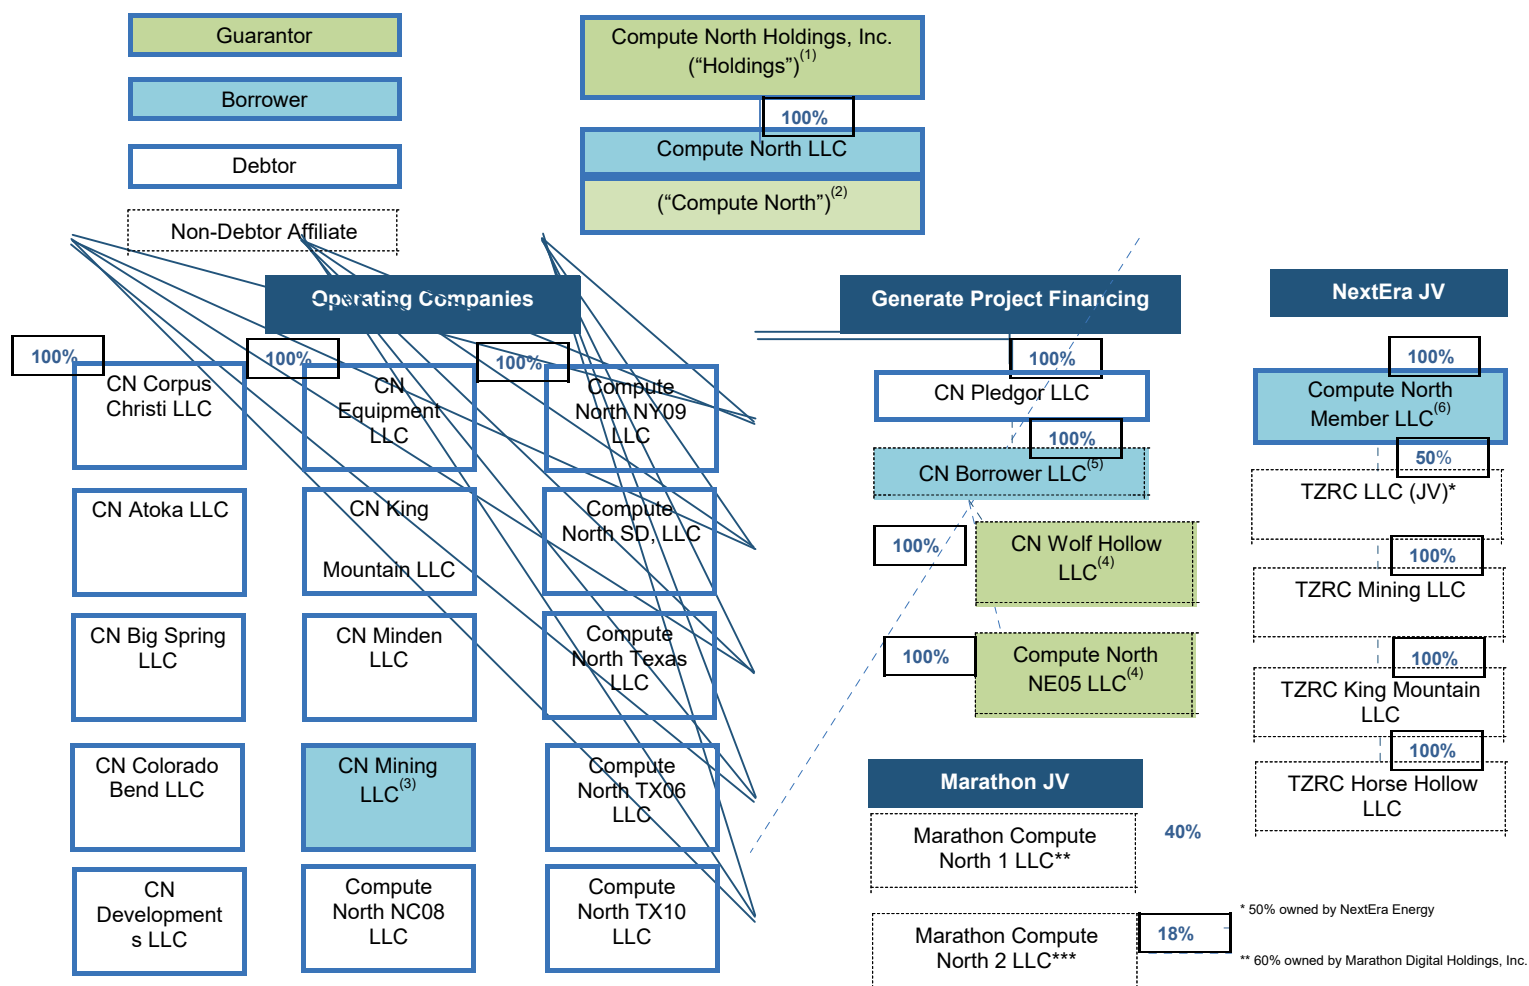 Guarantor
Borrower
Debtor
Non-Debtor Affiliate
Compute North Holdings, Inc.
(“Holdings”)(1)
100%
Compute North LLC
(“Compute North”)(2)
Operating Companies
100%
CN Corpus
Christi LLC
CN Atoka LLC
CN Big Spring
LLC
CN Colorado
Bend LLC
CN
Development
s LLC
100%
CN
Equipment
LLC
CN King
Mountain LLC
CN Minden
LLC
CN Mining
LLC(3)
Compute
North NC08
LLC
100%
Compute
North NY09
LLC
Compute
North SD, LLC
Compute
North Texas
LLC
Compute
North TX06
LLC
Compute
North TX10
LLC
Generate Project Financing
100%
CN Pledgor LLC
100%
CN Borrower LLC(5)
100%
CN Wolf Hollow
LLC(4)
100%
Compute North
NE05 LLC(4)
Marathon JV
Marathon Compute
North 1 LLC**
40%
Marathon Compute
North 2 LLC***
18%
NextEra JV
100%
Compute North
Member LLC(6)
50%
TZRC LLC (JV)*
100%
TZRC Mining LLC
100%
TZRC King Mountain
LLC
100%
TZRC Horse Hollow
LLC
* 50% owned by NextEra Energy
** 60% owned by Marathon Digital Holdings, Inc.